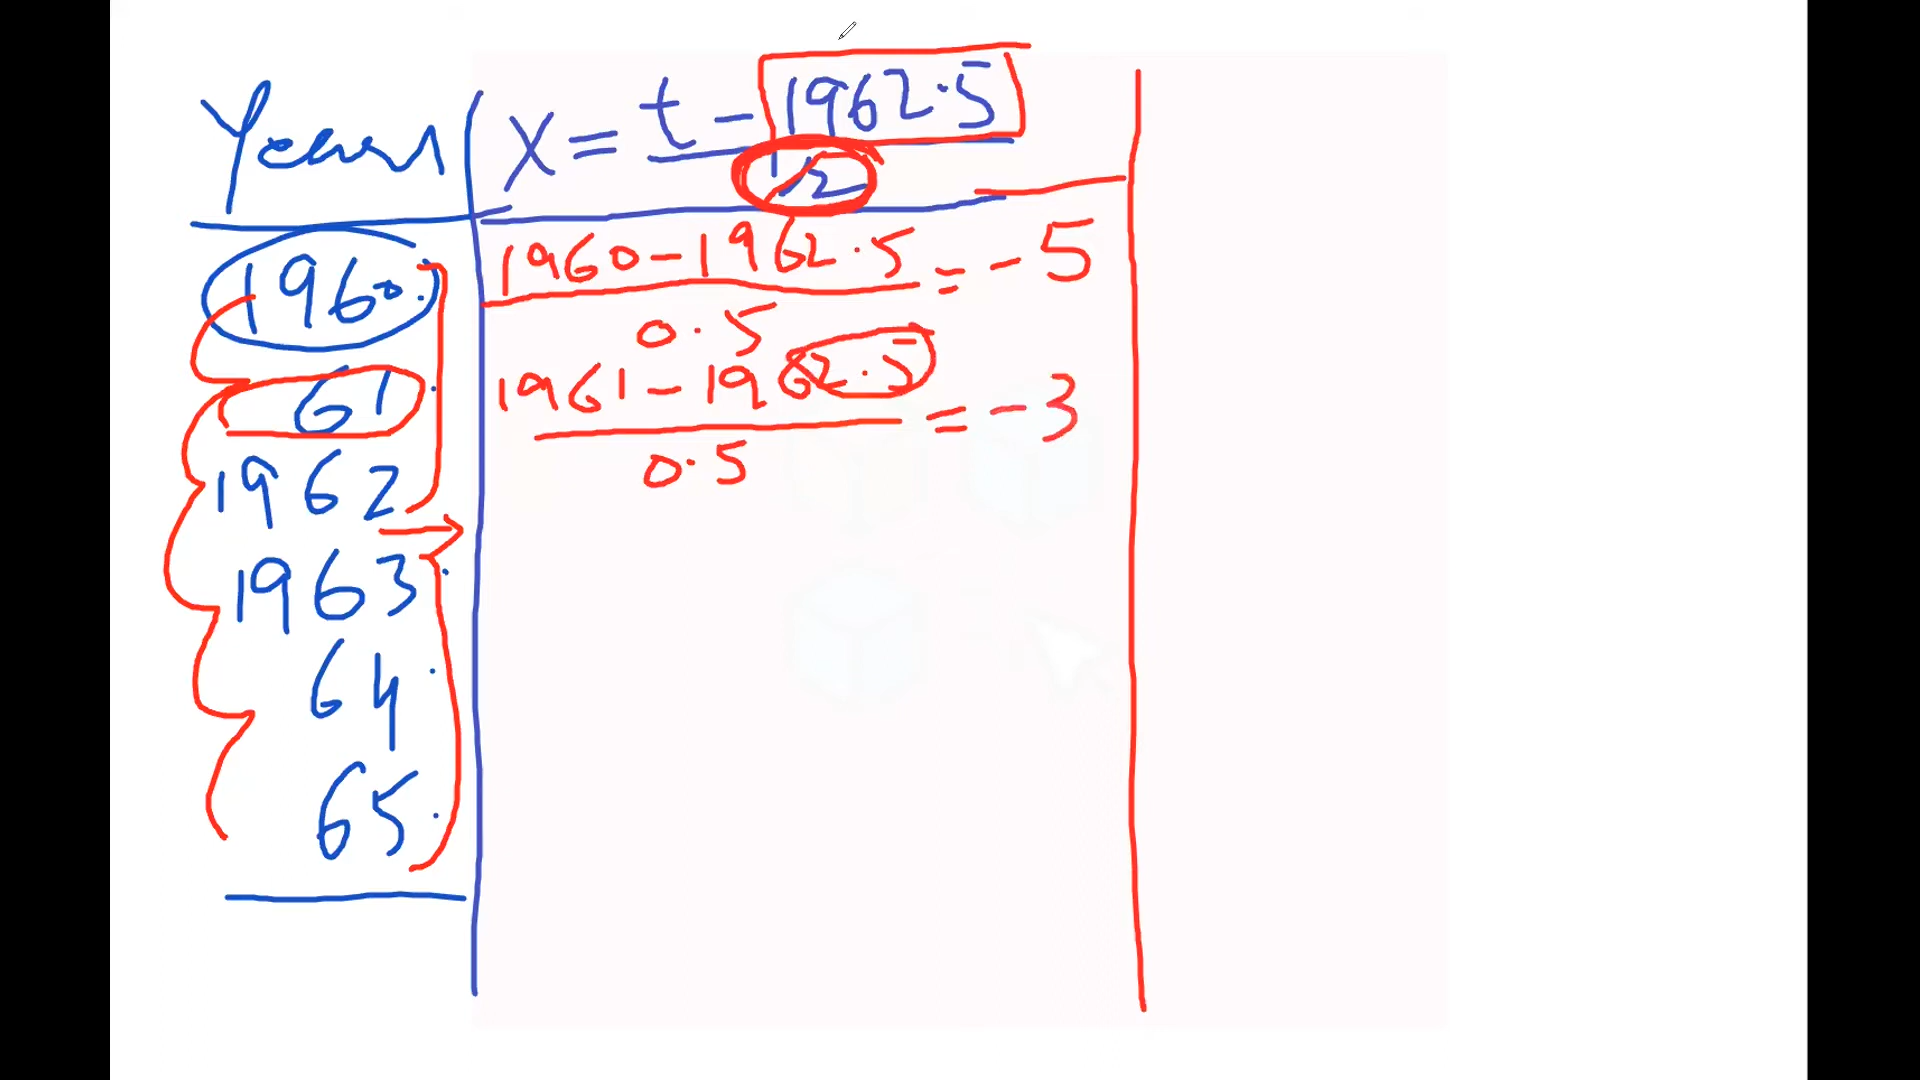 Years X = t - 1962.5
1/2
1960 1960 - 1962.5 = - 5
0.5
61 1961 - 1962.5 = - 3
0.5
1962
1963
64
65